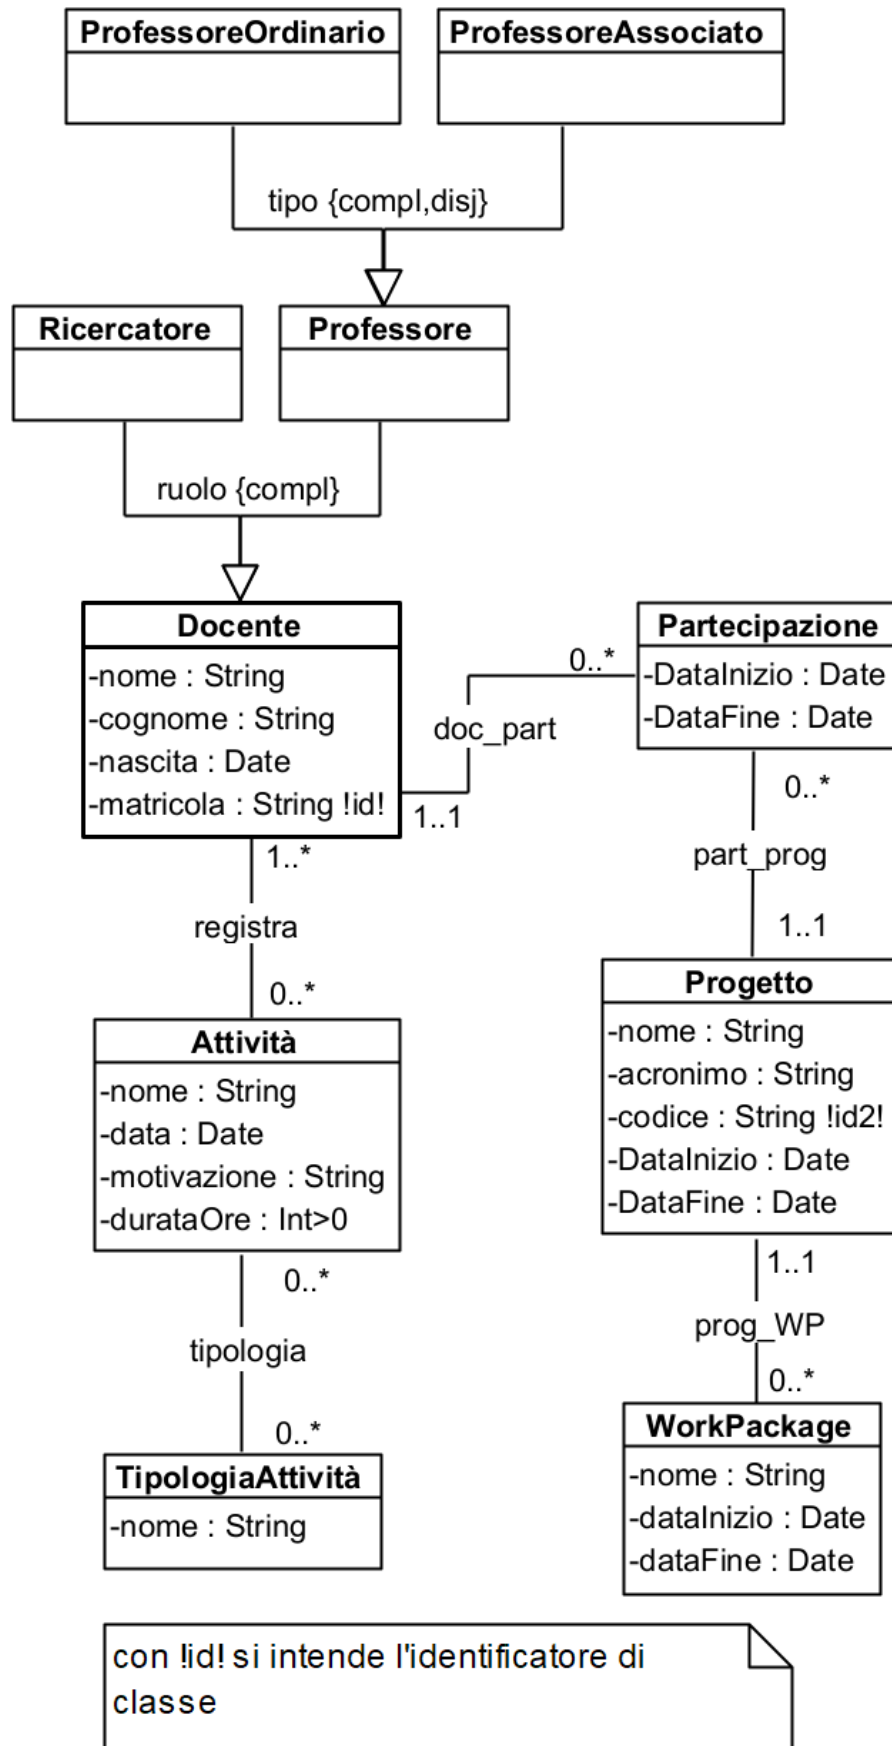 ProfessoreOrdinario
ProfessoreAssociato
tipo {compl,disj}
Ricercatore
Professore
ruolo {compl}
Docente
-nome : String
-cognome : String
-nascita : Date
-matricola : String !id!
Partecipazione
-DataInizio : Date
-DataFine : Date
0..*
doc_part
1..1
0..*
part_prog
1..1
1..*
registra
0..*
Attività
-nome : String
-data : Date
-motivazione : String
-durataOre : Int>0
Progetto
-nome : String
-acronimo : String
-codice : String !id2!
-DataInizio : Date
-DataFine : Date
0..*
tipologia
0..*
1..1
prog_WP
0..*
TipologiaAttività
-nome : String
WorkPackage
-nome : String
-dataInizio : Date
-dataFine : Date
con !id! si intende l'identificatore di
classe